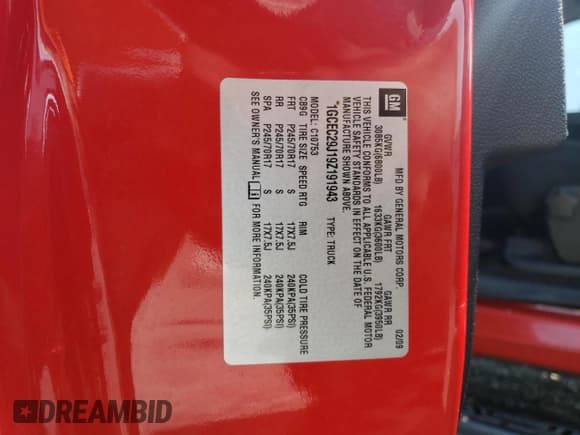 GM
MFD BY GENERAL MOTORS CORP. 02/09
GVWR GAWR FRT GAWR RR
3085KG(6800LB) 1633KG(3600LB) 1792KG(3950LB)
THIS VEHICLE CONFORMS TO ALL APPLICABLE U.S. FEDERAL MOTOR
VEHICLE SAFETY STANDARDS IN EFFECT ON THE DATE OF
MANUFACTURE SHOWN ABOVE.
*1GCEC29J19Z191943 TYPE: TRUCK
MODEL: C10753
C89G TIRE SIZE SPEED RTG RIM COLD TIRE PRESSURE
FRT P245/70R17 S 17X7.5J 240KPA(35PSI)
RR P245/70R17 S 17X7.5J 240KPA(35PSI)
SPA P245/70R17 S 17X7.5J 240KPA(35PSI)
SEE OWNER'S MANUAL FOR MORE INFORMATION.
DREAMBID